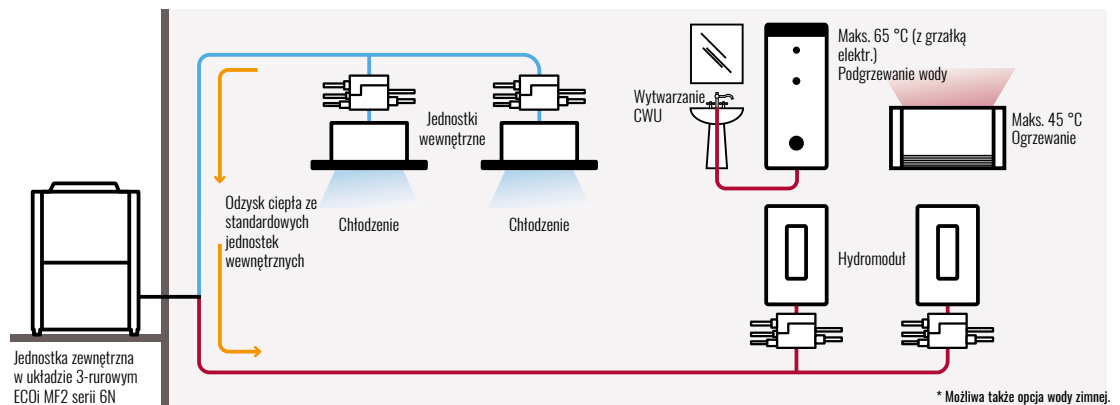 Maks. 65 °C (z grzałką
elektr.)
Podgrzewanie wody
Wytwarzanie
CWU
Jednostki
wewnętrzne
Maks. 45 °C
Ogrzewanie
Odzysk ciepła ze
standardowych
jednostek
wewnętrznych
Chłodzenie
Chłodzenie
Hydromoduł
Jednostka zewnętrzna
w układzie 3-rurowym
ECOi MF2 serii 6N
* Możliwa także opcja wody zimnej.